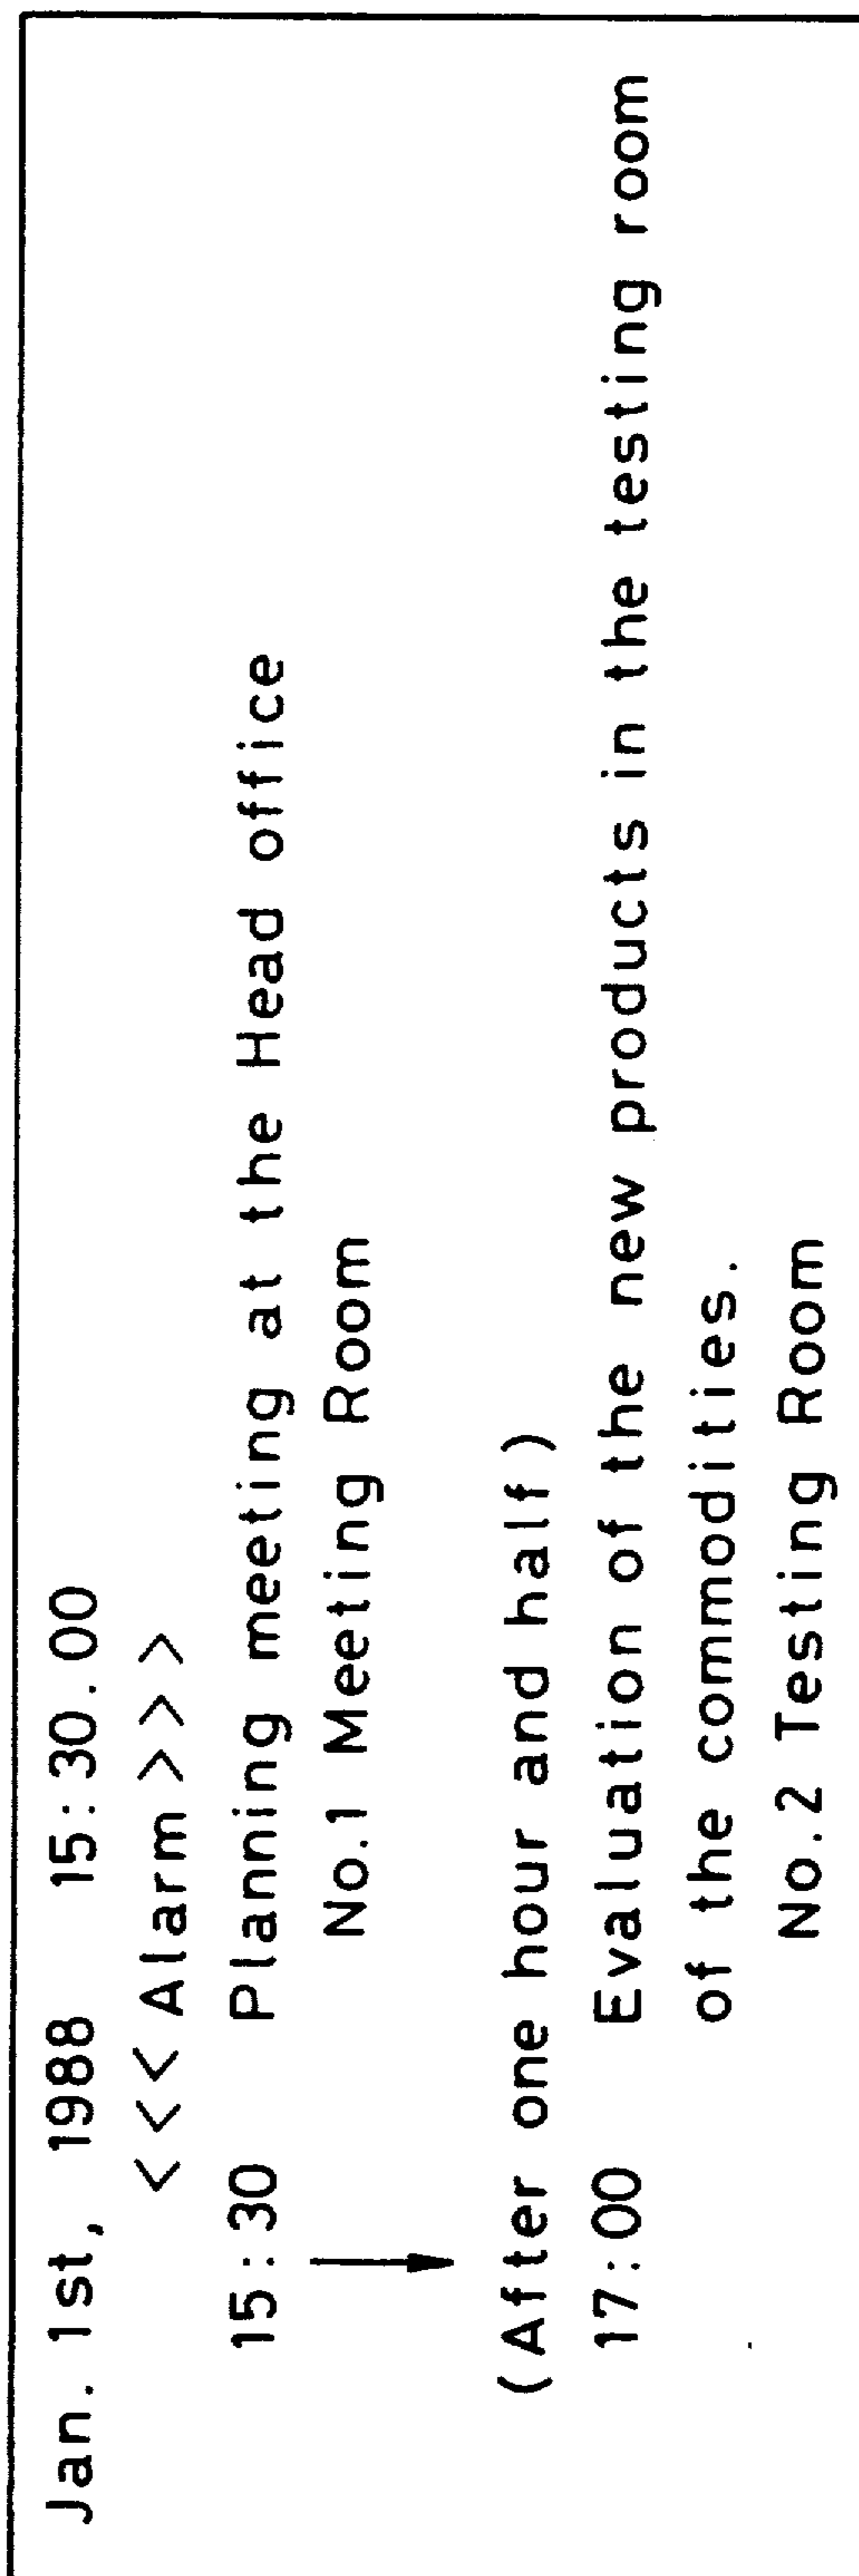 Jan. 1st, 1988 15:30.00
<<< Alarm >>>
15:30 Planning meeting at the Head office
No.1 Meeting Room
(After one hour and half)
17:00 Evaluation of the new products in the testing room
of the commodities.
No.2 Testing Room